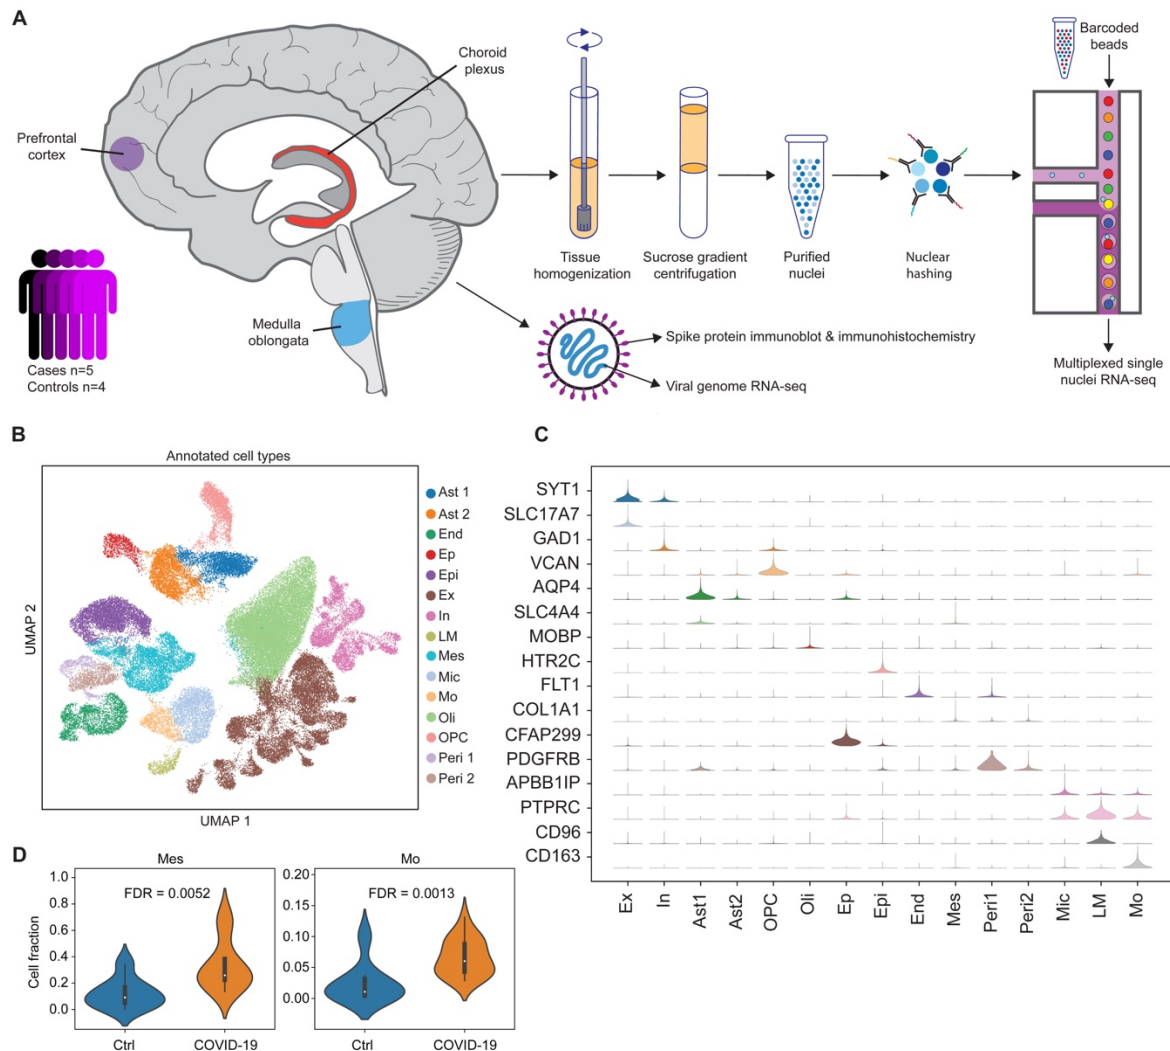 A
Prefrontal
cortex
Choroid
plexus
Medulla
oblongata
Cases n=5
Controls n=4
Tissue
homogenization
Sucrose gradient
centrifugation
Purified
nuclei
Nuclear
hashing
Barcoded
beads
Multiplexed single
nuclei RNA-seq
Spike protein immunoblot & immunohistochemistry
Viral genome RNA-seq
B
Annotated cell types
UMAP 2
UMAP 1
Ast 1
Ast 2
End
Ep
Epi
Ex
In
LM
Mes
Mic
Mo
Oli
OPC
Peri 1
Peri 2
C
SYT1
SLC17A7
GAD1
VCAN
AQP4
SLC4A4
MOBP
HTR2C
FLT1
COL1A1
CFAP299
PDGFRB
APBB1IP
PTPRC
CD96
CD163
Ex
In
Ast1
Ast2
OPC
Oli
Ep
Epi
End
Mes
Peri1
Peri2
Mic
LM
Mo
D
Mes
FDR = 0.0052
Cell fraction
1.0
0.8
0.6
0.4
0.2
0.0
Ctrl
COVID-19
Mo
FDR = 0.0013
0.15
0.10
0.05
0.00
Ctrl
COVID-19